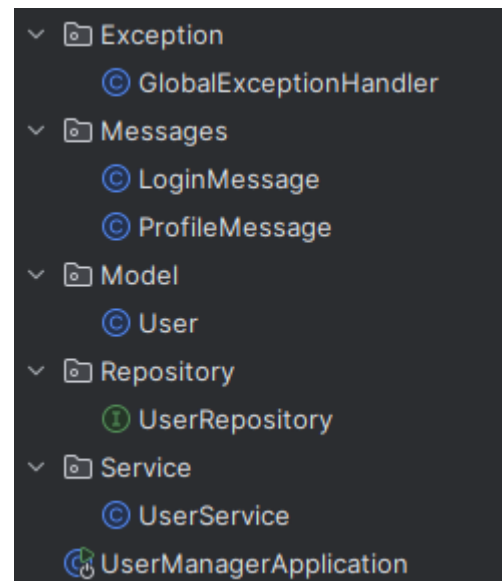 Exception
GlobalExceptionHandler
Messages
LoginMessage
ProfileMessage
Model
User
Repository
UserRepository
Service
UserService
UserManagerApplication